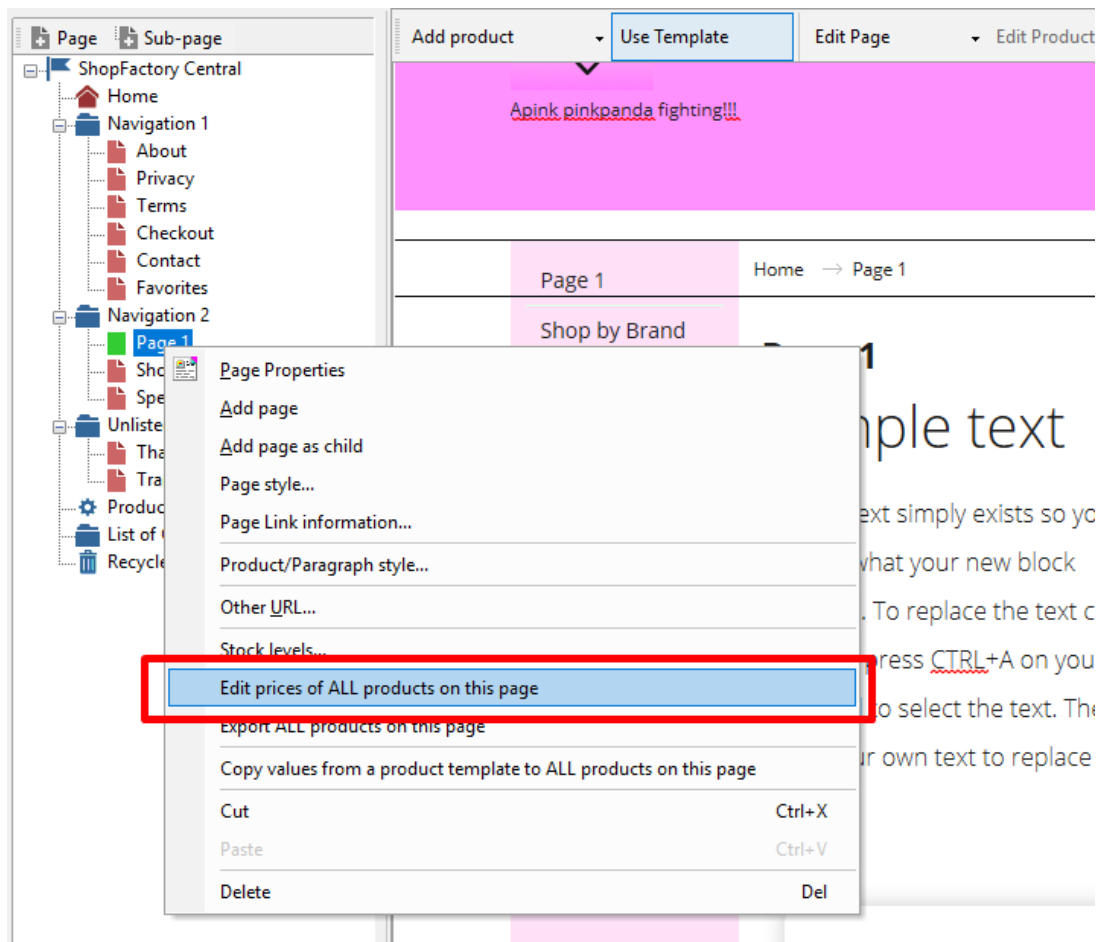 Page Sub-page
ShopFactory Central
Home
Navigation 1
About
Privacy
Terms
Checkout
Contact
Favorites
Navigation 2
Page 1
Add product Use Template Edit Page Edit Product
Apink pinkpanda fighting!!!
Page 1
Shop by Brand
Home → Page 1
text
simply exists so
what your new block
. To replace the text
press CTRL+A on
to select the text.
own text to replace
Page Properties
Add page
Add page as child
Page style...
Page Link information...
Product/Paragraph style...
Other URL...
Stock levels...
Edit prices of ALL products on this page
Export ALL products on this page
Copy values from a product template to ALL products on this page
Cut Ctrl+X
Paste Ctrl+V
Delete Del
List of